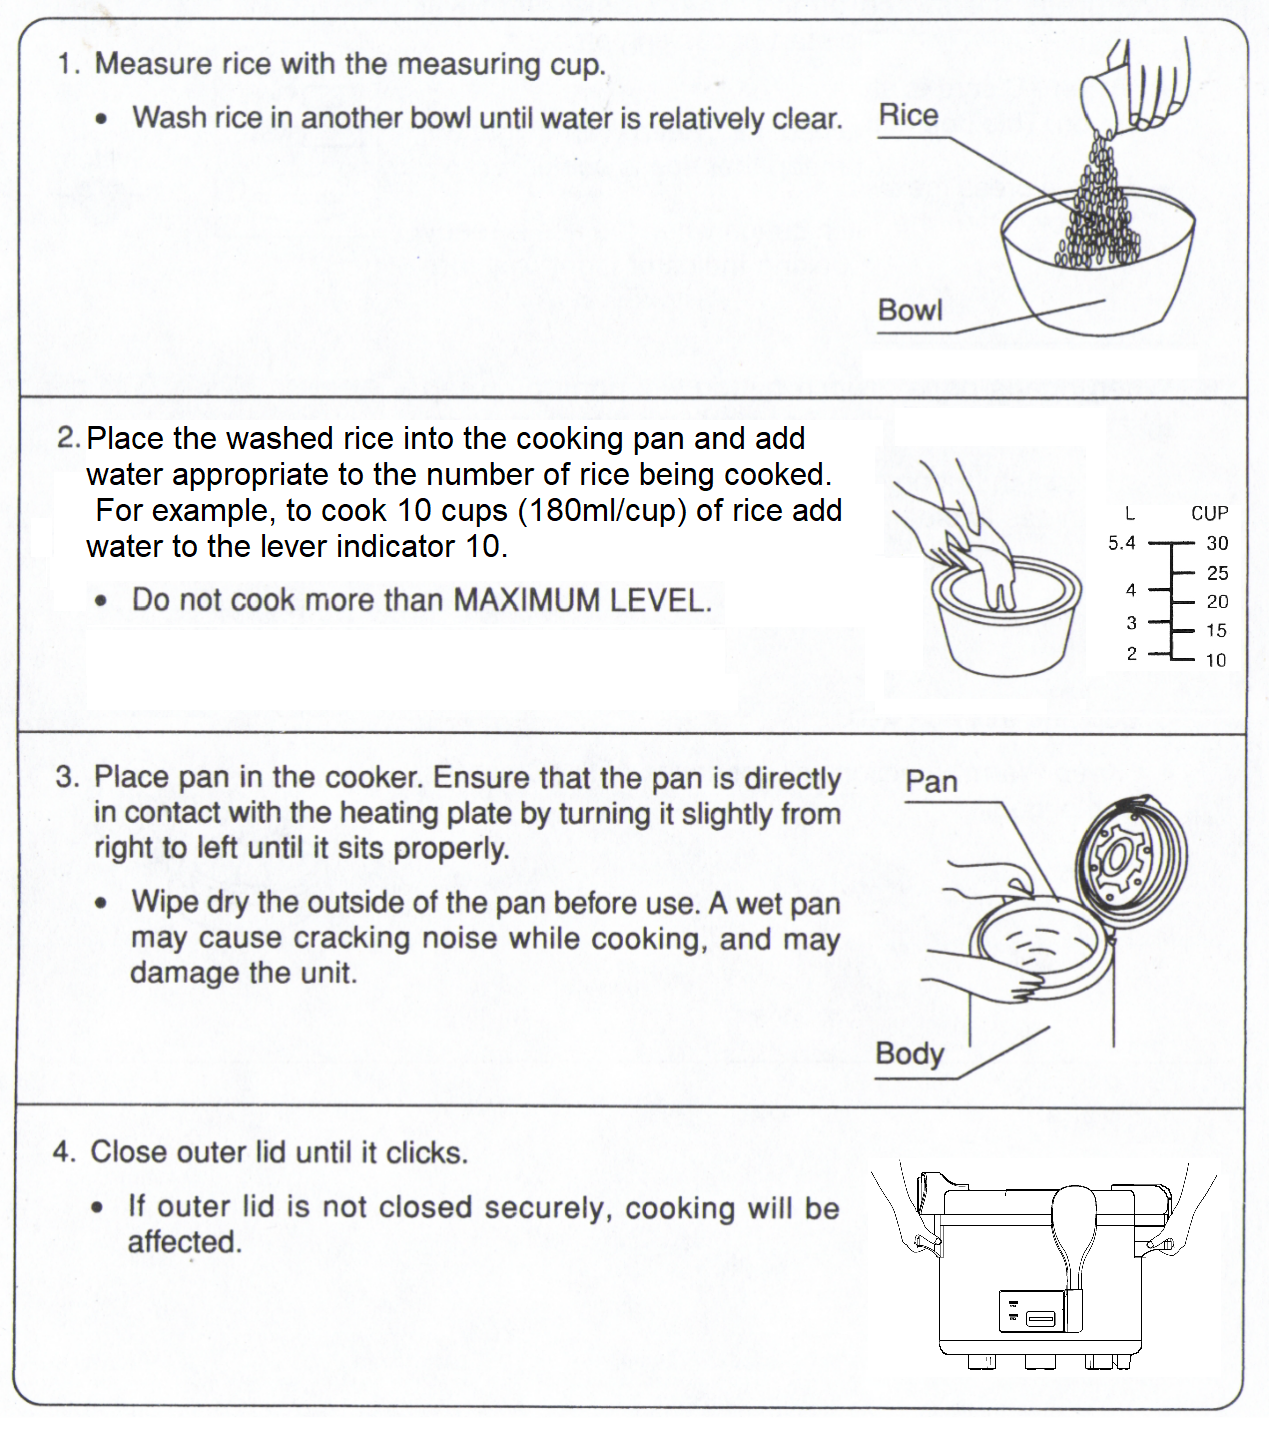 1. Measure rice with the measuring cup.
• Wash rice in another bowl until water is relatively clear.
Rice
Bowl
2. Place the washed rice into the cooking pan and add
water appropriate to the number of rice being cooked.
For example, to cook 10 cups (180ml/cup) of rice add
water to the lever indicator 10.
• Do not cook more than MAXIMUM LEVEL.
L CUP
5.4 30
25
4
20
3
15
2
10
3. Place pan in the cooker. Ensure that the pan is directly
in contact with the heating plate by turning it slightly from
right to left until it sits properly.
• Wipe dry the outside of the pan before use. A wet pan
may cause cracking noise while cooking, and may
damage the unit.
Pan
Body
4. Close outer lid until it clicks.
• If outer lid is not closed securely, cooking will be
affected.